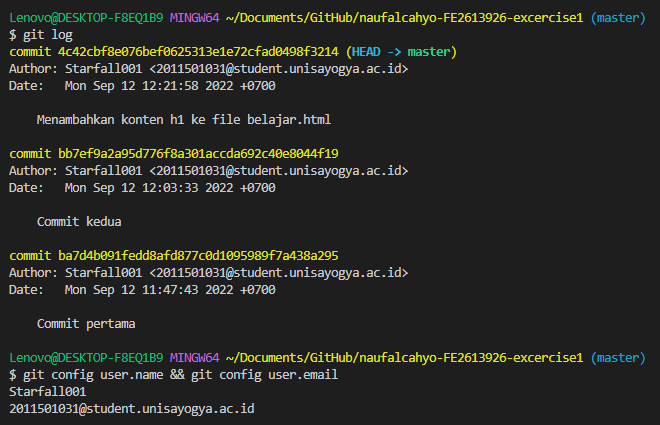 Lenovo@DESKTOP-F8EQ1B9 MINGW64 ~/Documents/GitHub/naufalcahyo-FE2613926-excercise1 (master)
$ git log
commit 4c42cbf8e076bef0625313e1e72cfad0498f3214 (HEAD -> master)
Author: Starfall001 <2011501031@student.unisayogya.ac.id>
Date:   Mon Sep 12 12:21:58 2022 +0700
    Menambahkan konten h1 ke file belajar.html
commit bb7ef9a2a95d776f8a301accda692c40e8044f19
Author: Starfall001 <2011501031@student.unisayogya.ac.id>
Date:   Mon Sep 12 12:03:33 2022 +0700
    Commit kedua
commit ba7d4b091fedd8afd877c0d1095989f7a438a295
Author: Starfall001 <2011501031@student.unisayogya.ac.id>
Date:   Mon Sep 12 11:47:43 2022 +0700
    Commit pertama
Lenovo@DESKTOP-F8EQ1B9 MINGW64 ~/Documents/GitHub/naufalcahyo-FE2613926-excercise1 (master)
$ git config user.name && git config user.email
Starfall001
2011501031@student.unisayogya.ac.id